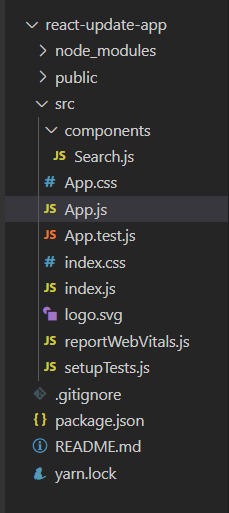 react-update-app
node_modules
public
src
components
JS Search.js
# App.css
JS App.js
JS App.test.js
# index.css
JS index.js
logo.svg
JS reportWebVitals.js
JS setupTests.js
.gitignore
{ } package.json
README.md
yarn.lock